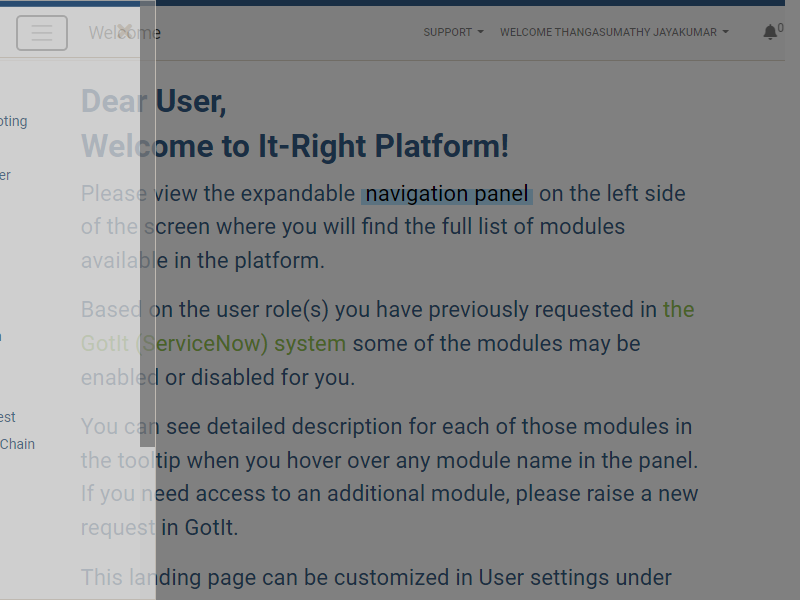 Welcome
SUPPORT
WELCOME THANGASUMATHY JAYAKUMAR
0
Dear User,
Welcome to It-Right Platform!
Please view the expandable navigation panel on the left side
of the screen where you will find the full list of modules
available in the platform.
Based on the user role(s) you have previously requested in the
GotIt (ServiceNow) system some of the modules may be
enabled or disabled for you.
You can see detailed description for each of those modules in
the tooltip when you hover over any module name in the panel.
If you need access to an additional module, please raise a new
request in GotIt.
This landing page can be customized in User settings under
Chain